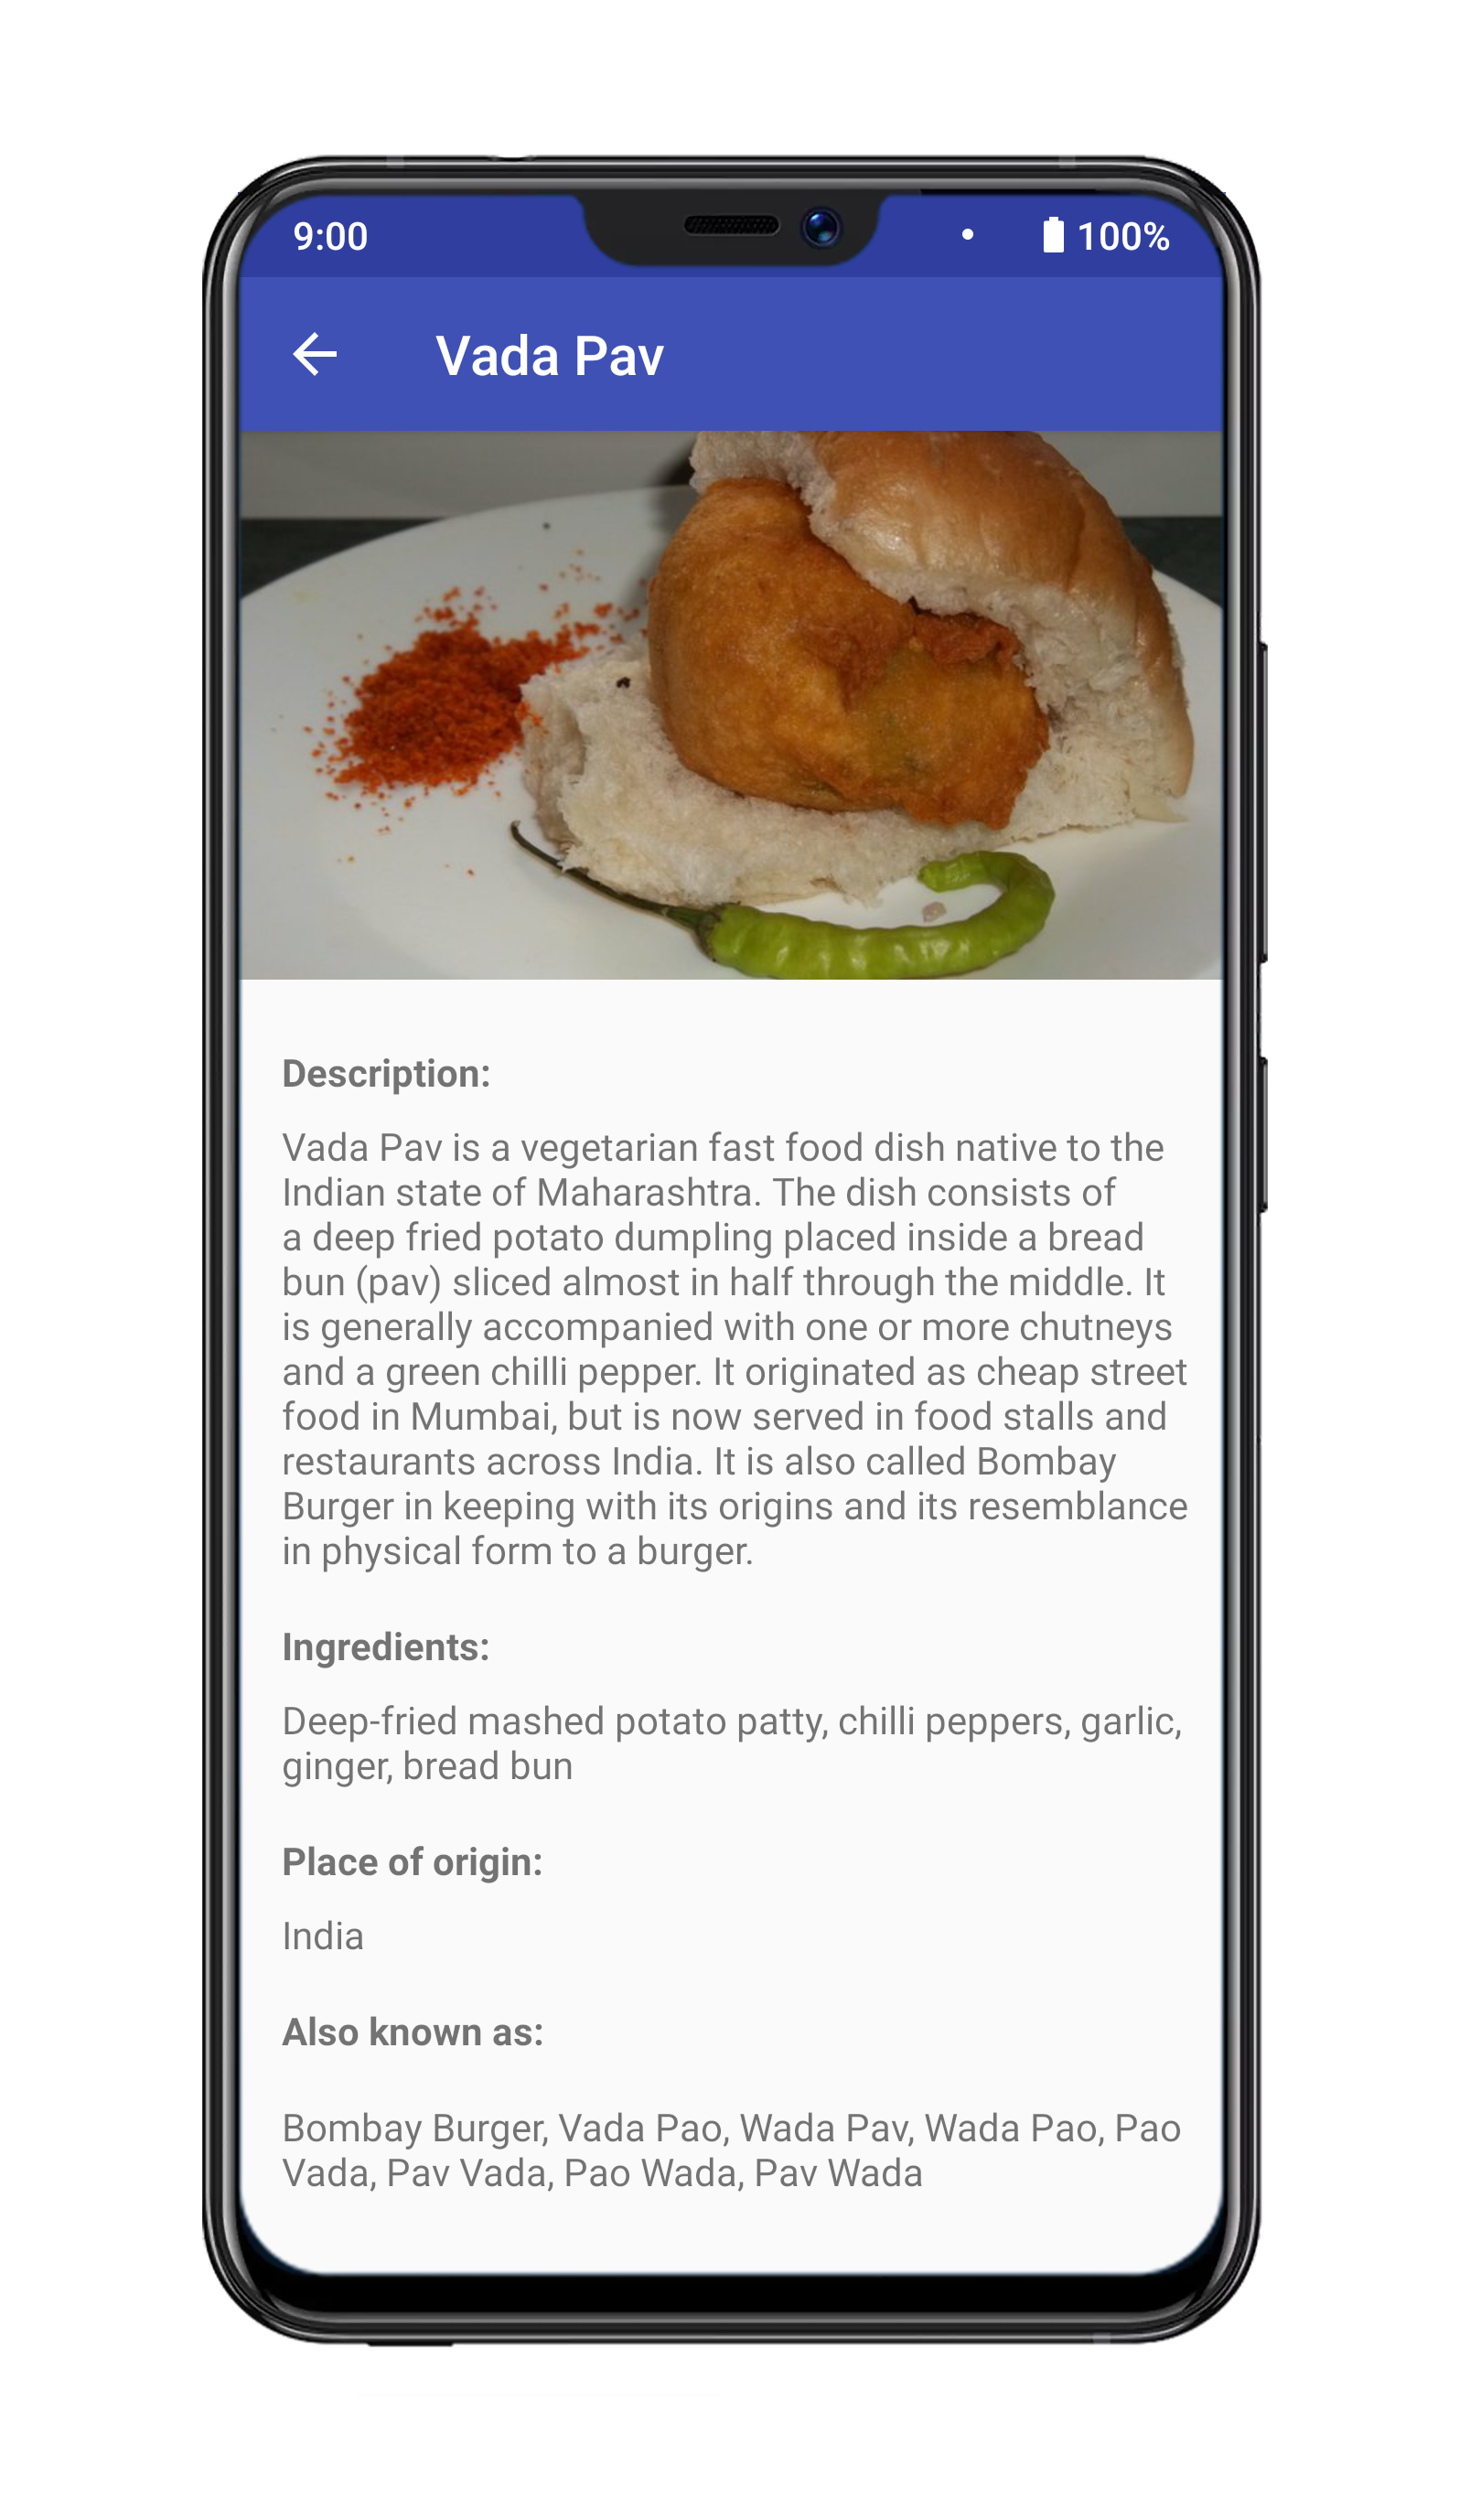 9:00
100%
Vada Pav
Description:
Vada Pav is a vegetarian fast food dish native to the
Indian state of Maharashtra. The dish consists of
a deep fried potato dumpling placed inside a bread
bun (pav) sliced almost in half through the middle. It
is generally accompanied with one or more chutneys
and a green chilli pepper. It originated as cheap street
food in Mumbai, but is now served in food stalls and
restaurants across India. It is also called Bombay
Burger in keeping with its origins and its resemblance
in physical form to a burger.
Ingredients:
Deep-fried mashed potato patty, chilli peppers, garlic,
ginger, bread bun
Place of origin:
India
Also known as:
Bombay Burger, Vada Pao, Wada Pav, Wada Pao, Pao
Vada, Pav Vada, Pao Wada, Pav Wada